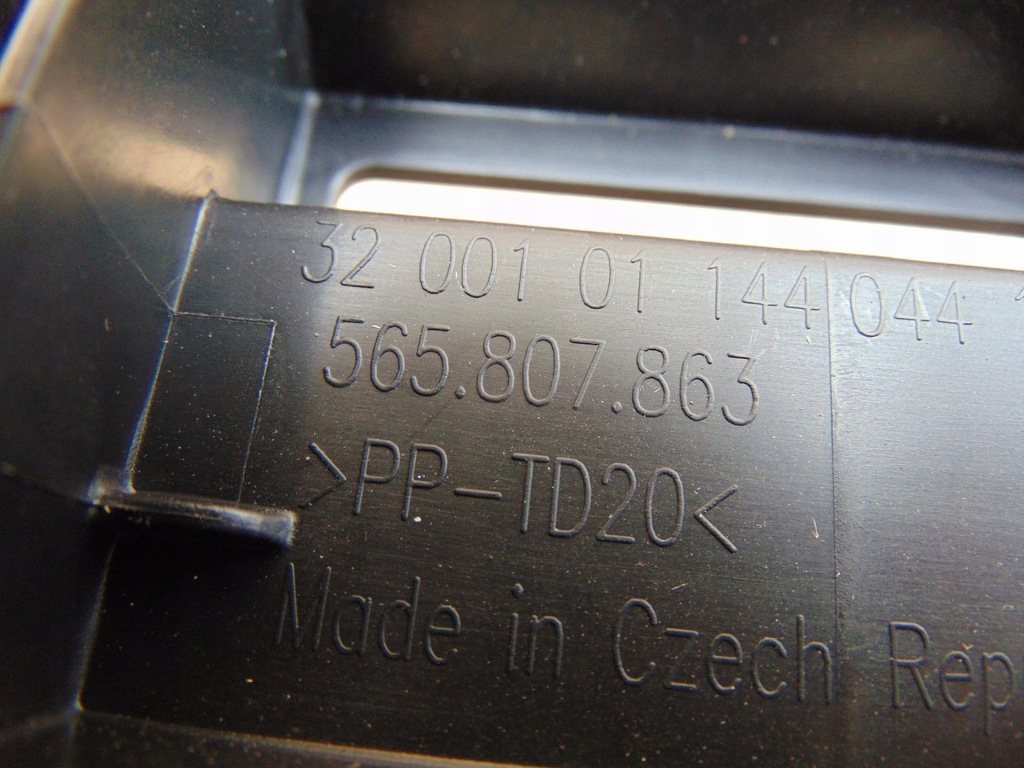 32 001 01 144 044
565.807.863
>PP-TD20<
Made in Czech Rep